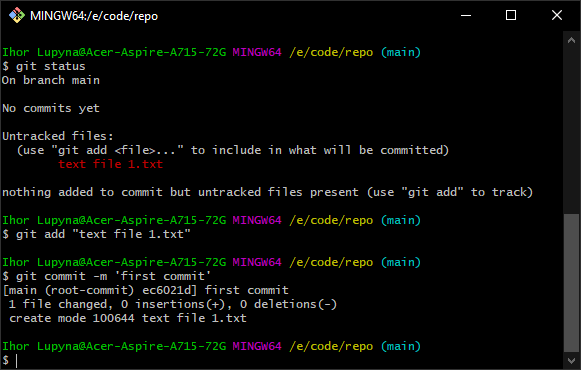 MINGW64:/e/code/repo
Ihor Lupyna@Acer-Aspire-A715-72G MINGW64 /e/code/repo (main)
$ git status
On branch main
No commits yet
Untracked files:
(use "git add <file>..." to include in what will be committed)
text file 1.txt
nothing added to commit but untracked files present (use "git add" to track)
Ihor Lupyna@Acer-Aspire-A715-72G MINGW64 /e/code/repo (main)
$ git add "text file 1.txt"
Ihor Lupyna@Acer-Aspire-A715-72G MINGW64 /e/code/repo (main)
$ git commit -m 'first commit'
[main (root-commit) ec6021d] first commit
1 file changed, 0 insertions(+), 0 deletions(-)
create mode 100644 text file 1.txt
Ihor Lupyna@Acer-Aspire-A715-72G MINGW64 /e/code/repo (main)
$